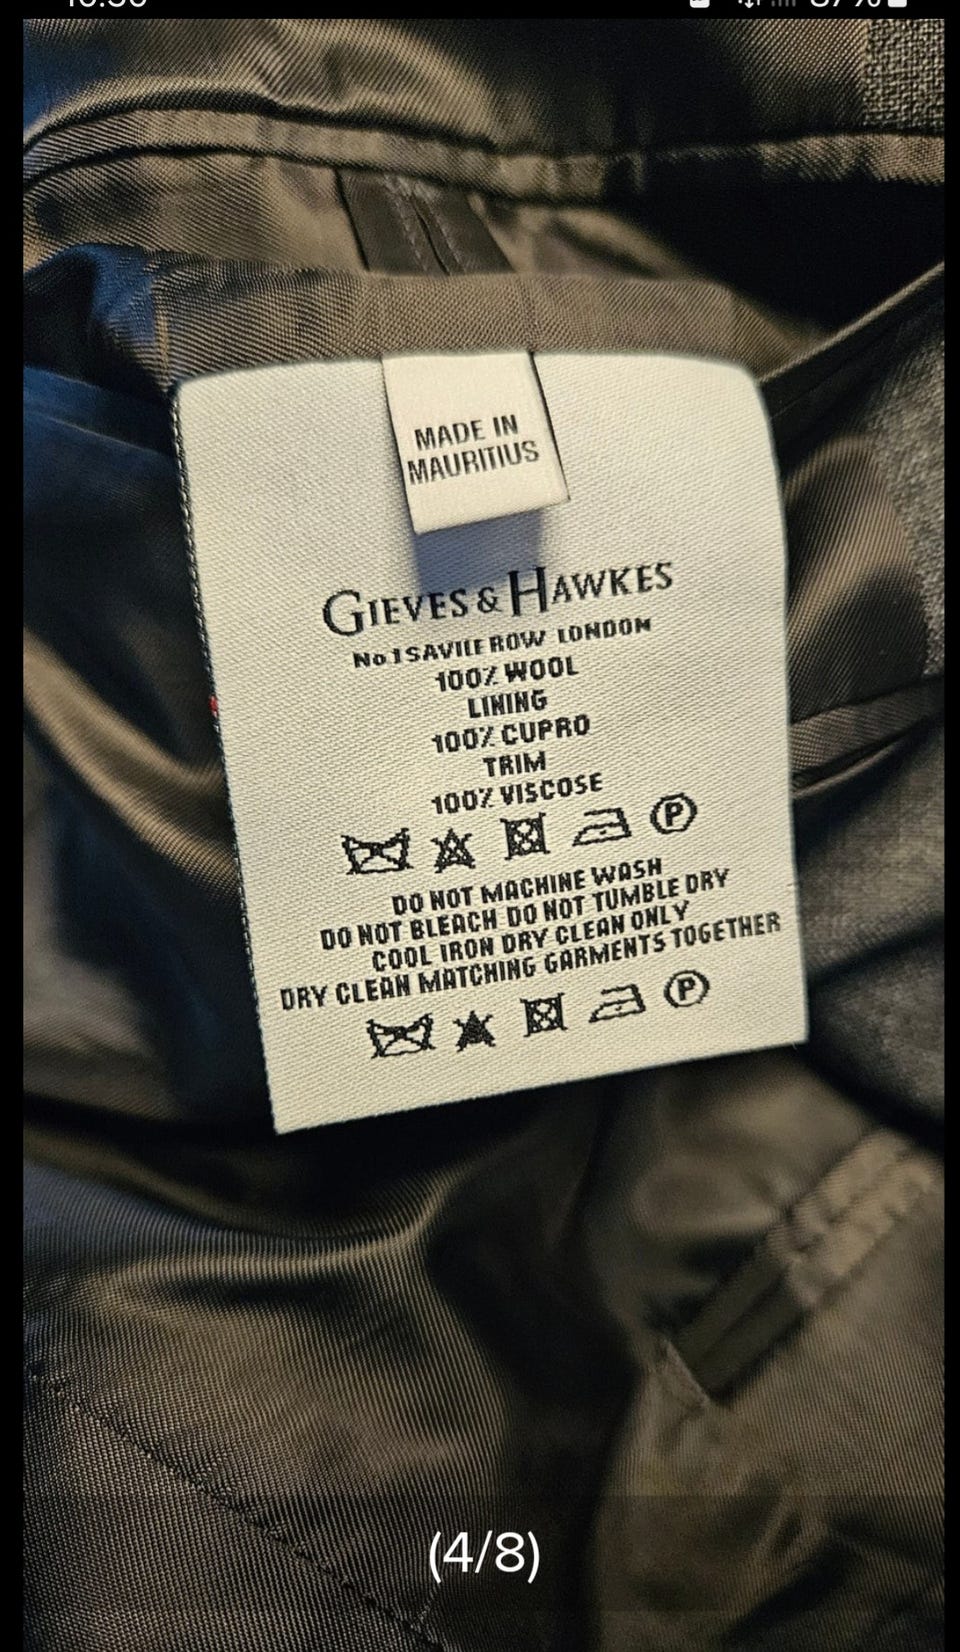 MADE IN
MAURITIUS
GIEVES & HAWKES
No.1 SAVILE ROW LONDON
100% WOOL
LINING
100% CUPRO
TRIM
100% VISCOSE
P
DO NOT MACHINE WASH
DO NOT BLEACH DO NOT TUMBLE DRY
COOL IRON DRY CLEAN ONLY
DRY CLEAN MATCHING GARMENTS TOGETHER
P
(4/8)